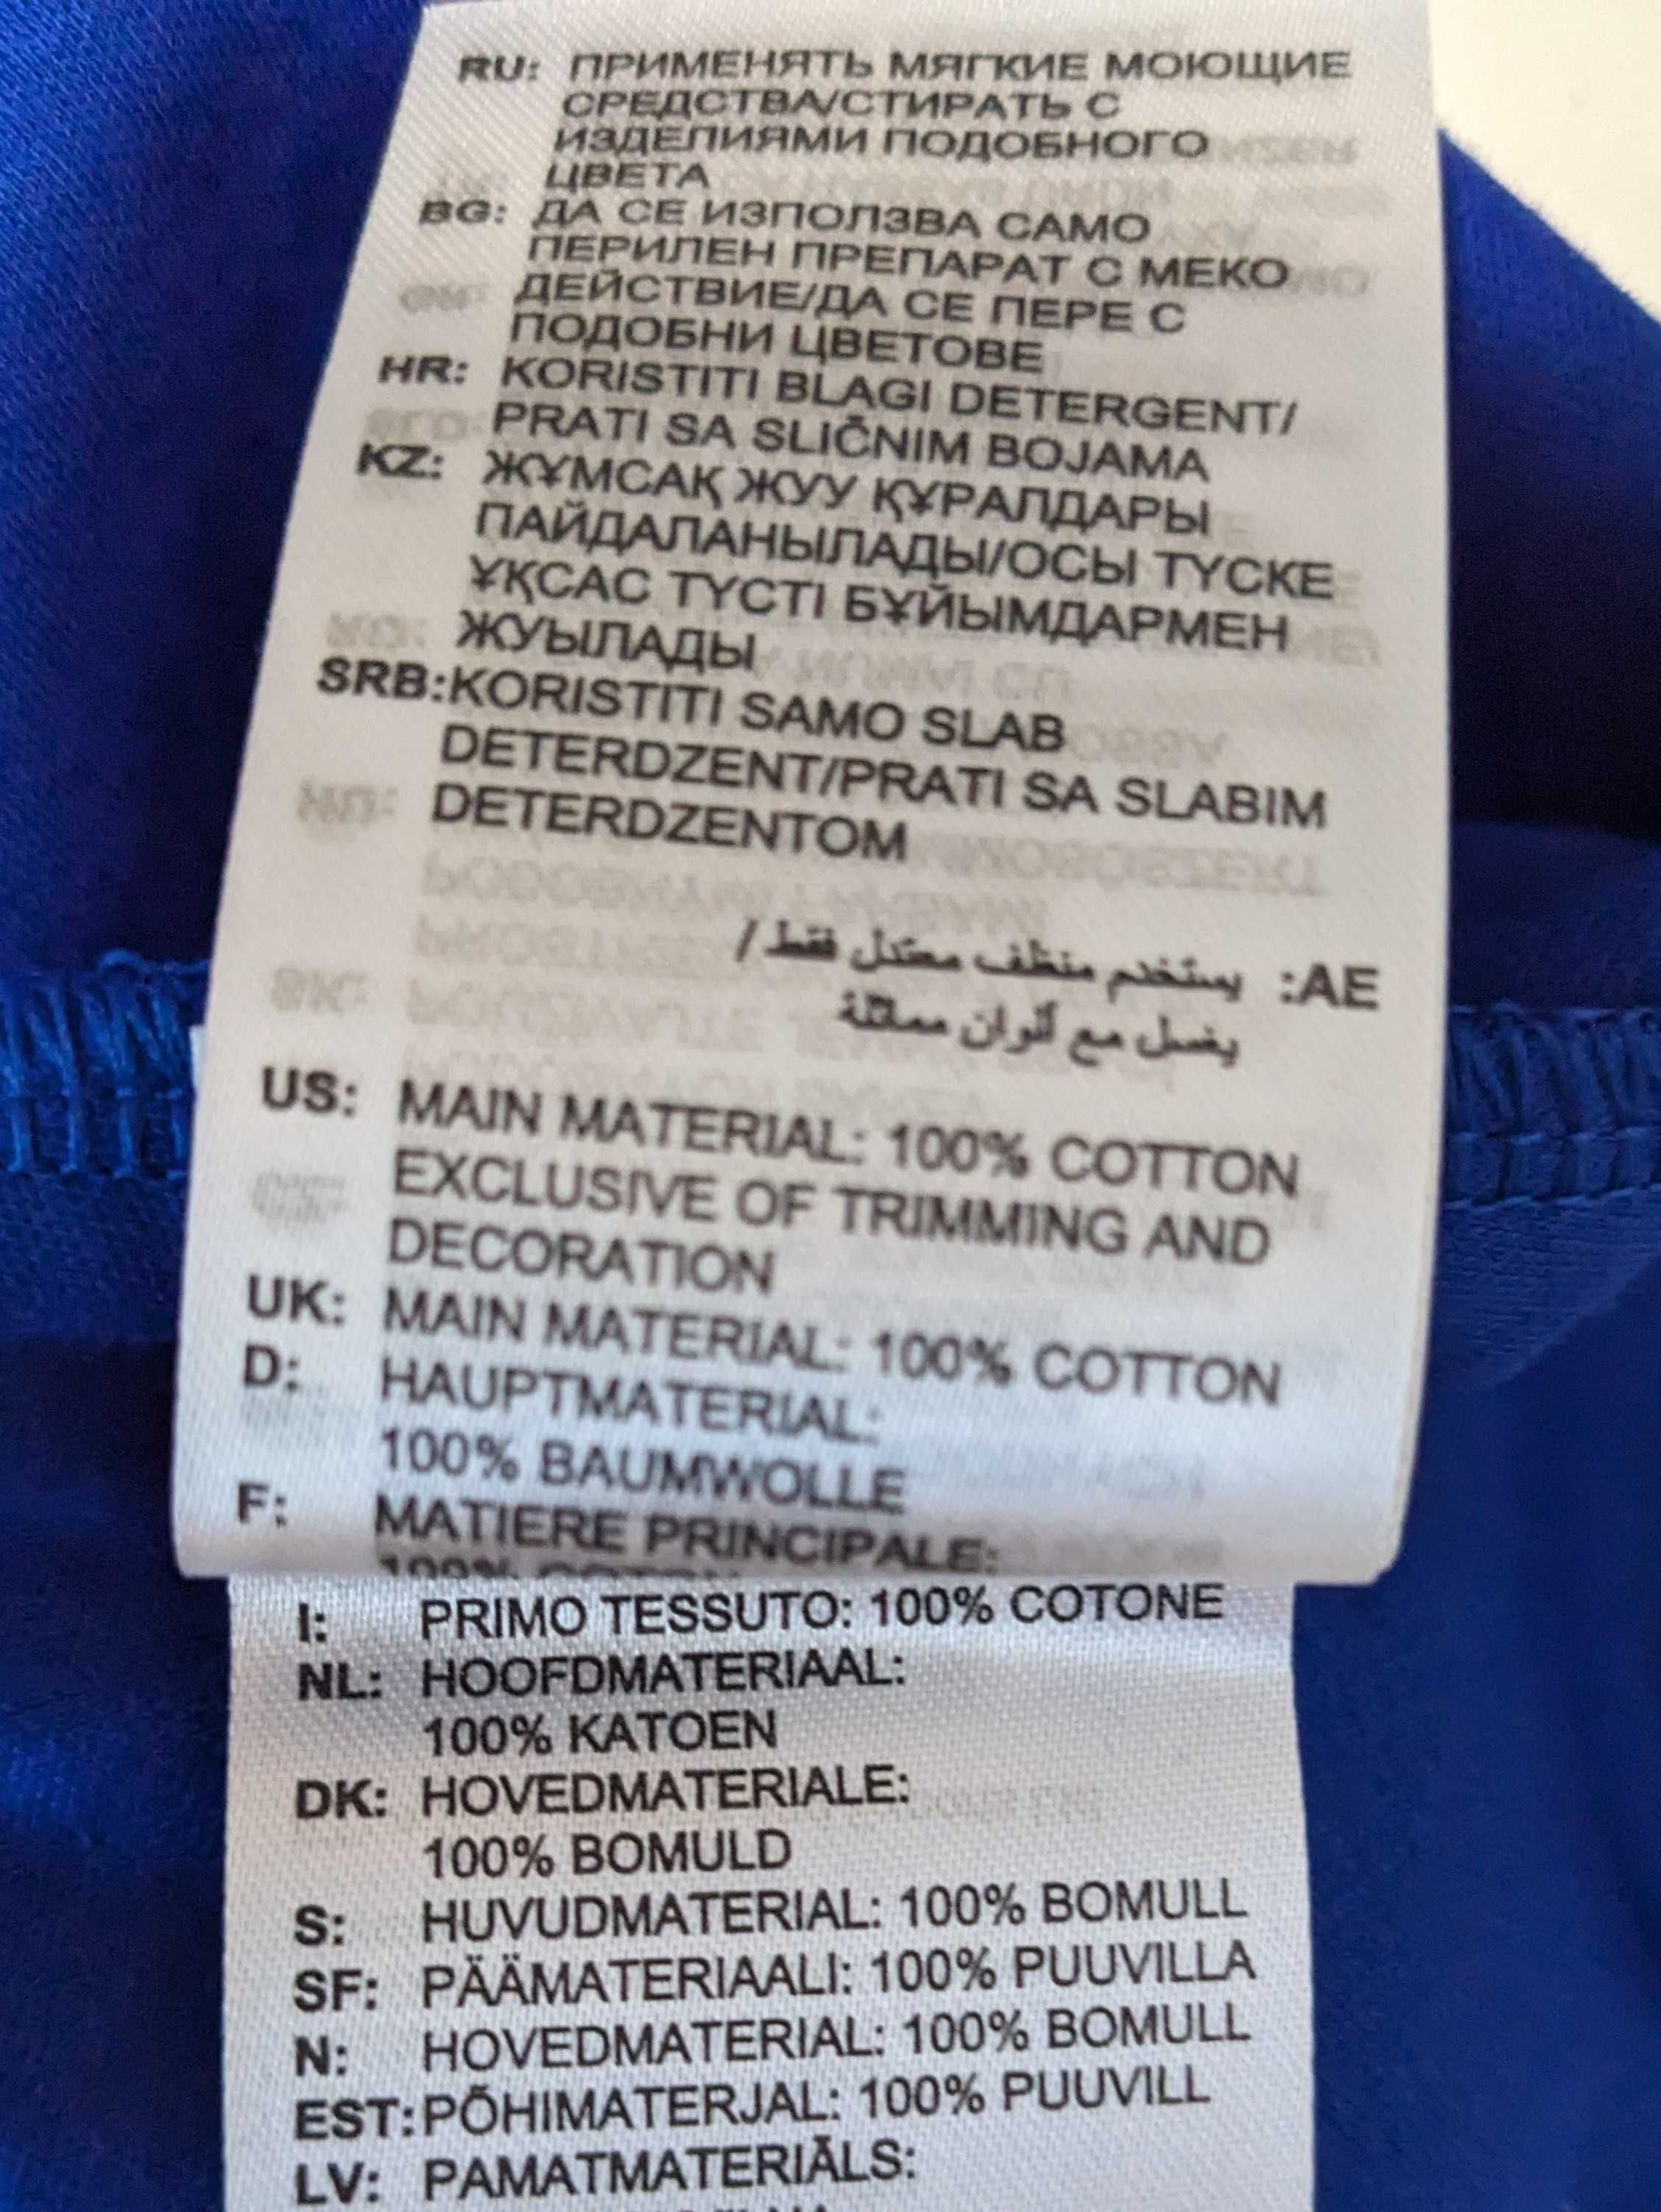 RU: ПРИМЕНЯТЬ МЯГКИЕ МОЮЩИЕ
СРЕДСТВА/СТИРАТЬ С
ИЗДЕЛИЯМИ ПОДОБНОГО
ЦВЕТА
BG: ДА СЕ ИЗПОЛЗВА САМО
ПЕРИЛЕН ПРЕПАРАТ С МЕКО
ДЕЙСТВИЕ/ДА СЕ ПЕРЕ С
ПОДОБНИ ЦВЕТОВЕ
HR: KORISTITI BLAGI DETERGENT/
PRATI SA SLIČNIM BOJAMA
KZ: ЖҰМСАҚ ЖУУ ҚҰРАЛДАРЫ
ПАЙДАЛАНЫЛАДЫ/ОСЫ ТҮСКЕ
ҰҚСАС ТҮСТІ БҰЙЫМДАРМЕН
ЖУЫЛАДЫ
SRB:KORISTITI SAMO SLAB
DETERDZENT/PRATI SA SLABIM
DETERDZENTOM
AE: يستخدم منظف معتدل فقط /
يغسل مع ألوان مماثلة
US: MAIN MATERIAL: 100% COTTON
EXCLUSIVE OF TRIMMING AND
DECORATION
UK: MAIN MATERIAL: 100% COTTON
D: HAUPTMATERIAL:
100% BAUMWOLLE
F: MATIERE PRINCIPALE:
100%
I: PRIMO TESSUTO: 100% COTONE
NL: HOOFDMATERIAAL:
100% KATOEN
DK: HOVEDMATERIALE:
100% BOMULD
S: HUVUDMATERIAL: 100% BOMULL
SF: PÄÄMATERIAALI: 100% PUUVILLA
N: HOVEDMATERIAL: 100% BOMULL
EST:PÕHIMATERJAL: 100% PUUVILL
LV: PAMATMATERIĀLS: